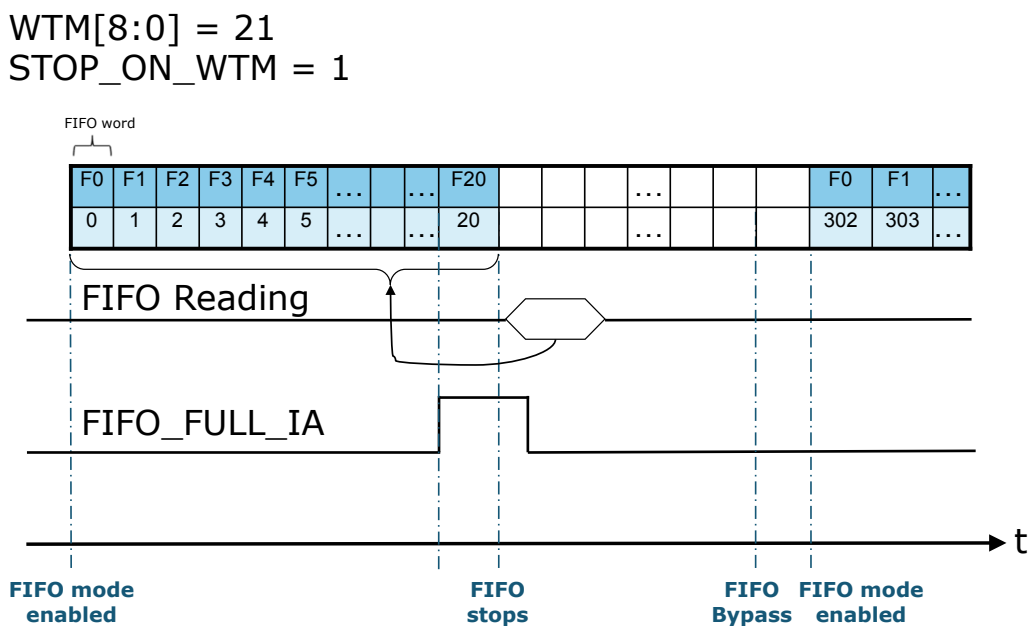 WTM[8:0] = 21
STOP_ON_WTM = 1
FIFO word
F0 F1 F2 F3 F4 F5 ... ... F20 ... F0 F1 ...
0 1 2 3 4 5 ... ... 20 ... 302 303 ...
FIFO Reading
FIFO_FULL_IA
t
FIFO mode enabled
FIFO stops
FIFO Bypass
FIFO mode enabled